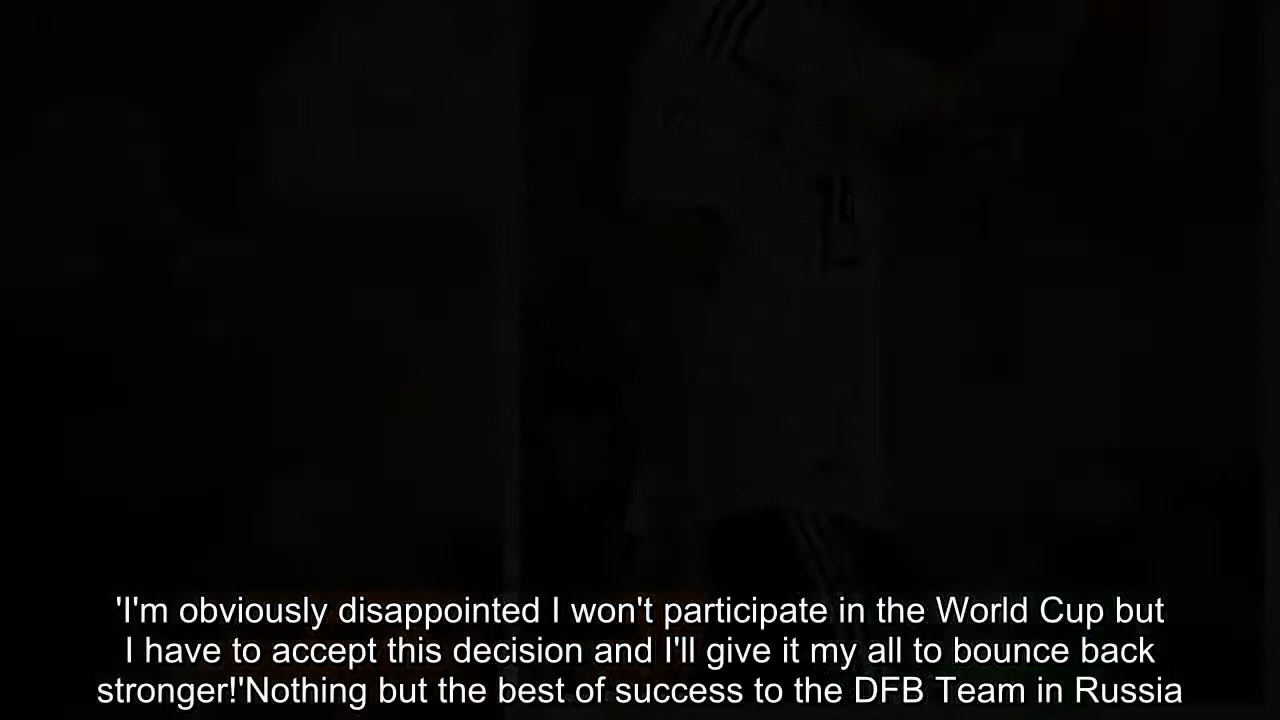 'I'm obviously disappointed I won't participate in the World Cup but
I have to accept this decision and I'll give it my all to bounce back
stronger!'Nothing but the best of success to the DFB Team in Russia